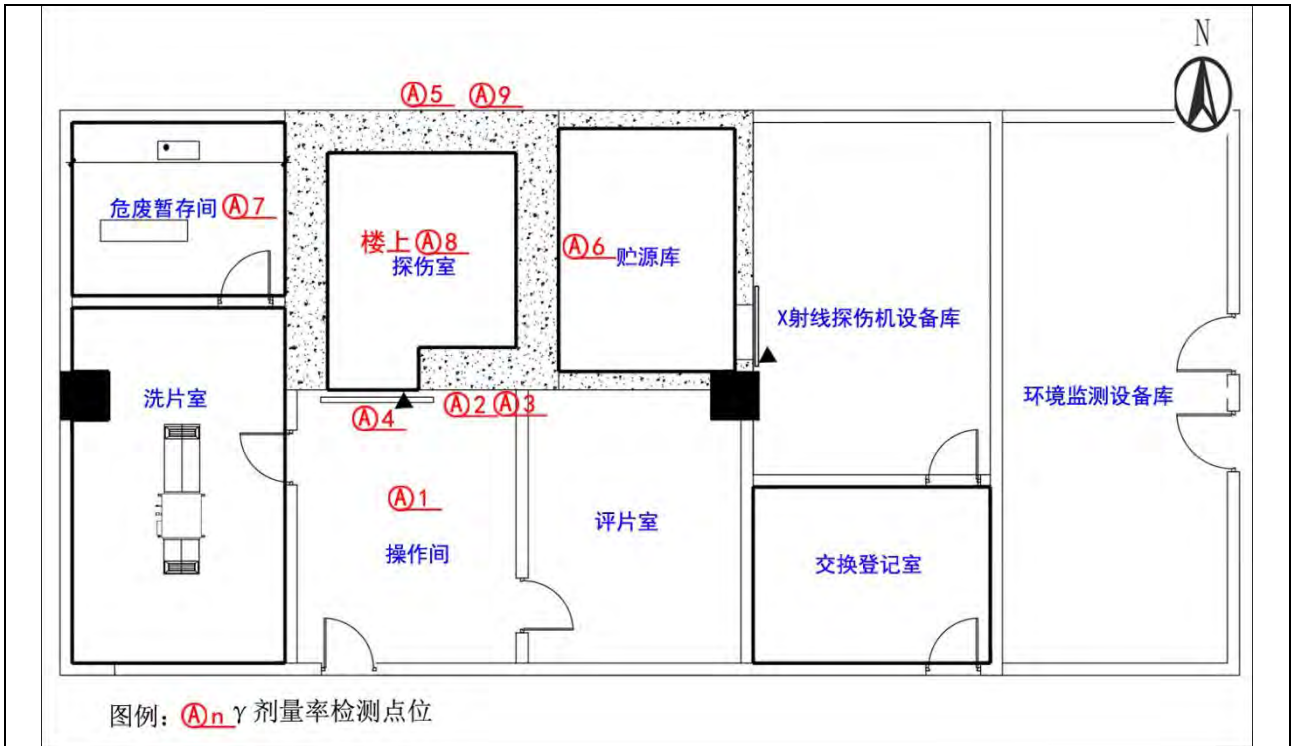 N
Ⓐ5 Ⓐ9
危废暂存间 Ⓐ7
楼上Ⓐ8
探伤室
Ⓐ6 贮源库
X射线探伤机设备库
洗片室
环境监测设备库
Ⓐ4
Ⓐ2 Ⓐ3
Ⓐ1
操作间
评片室
交换登记室
图例：Ⓐn γ 剂量率检测点位